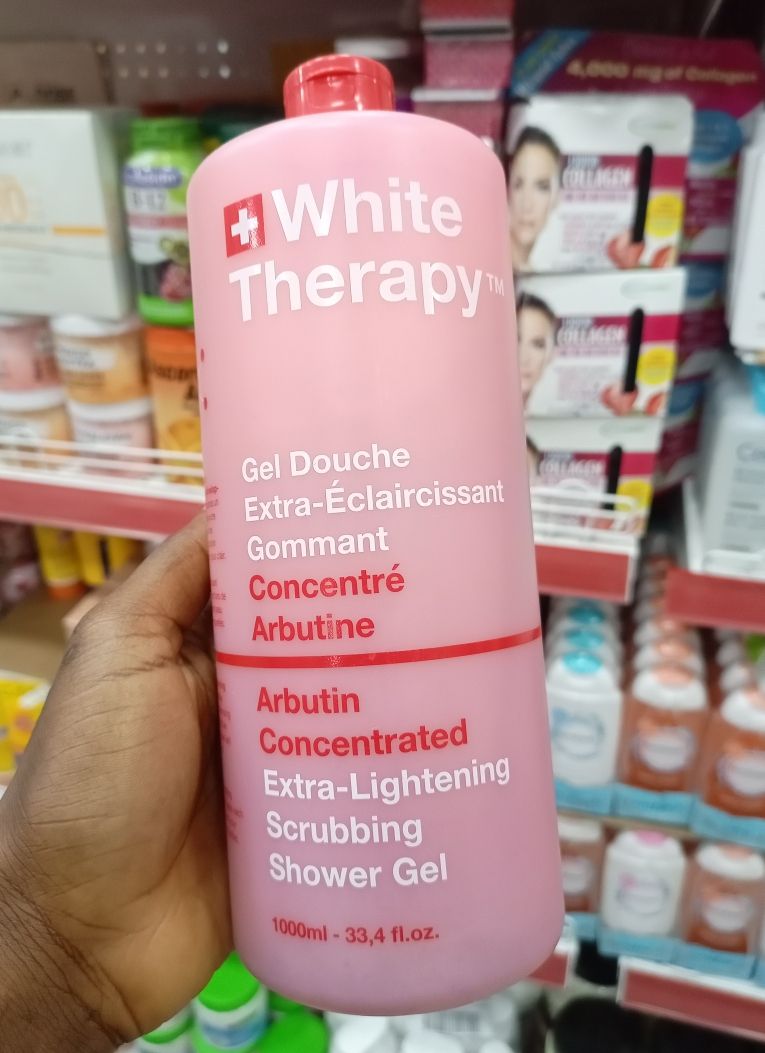 White
Therapy™
Gel Douche
Extra-Éclaircissant
Gommant
Concentré
Arbutine
Arbutin
Concentrated
Extra-Lightening
Scrubbing
Shower Gel
1000ml - 33,4 fl.oz.
4,000 mg of Collagen
COLLAGEN
COLLAGEN
COLLAGEN